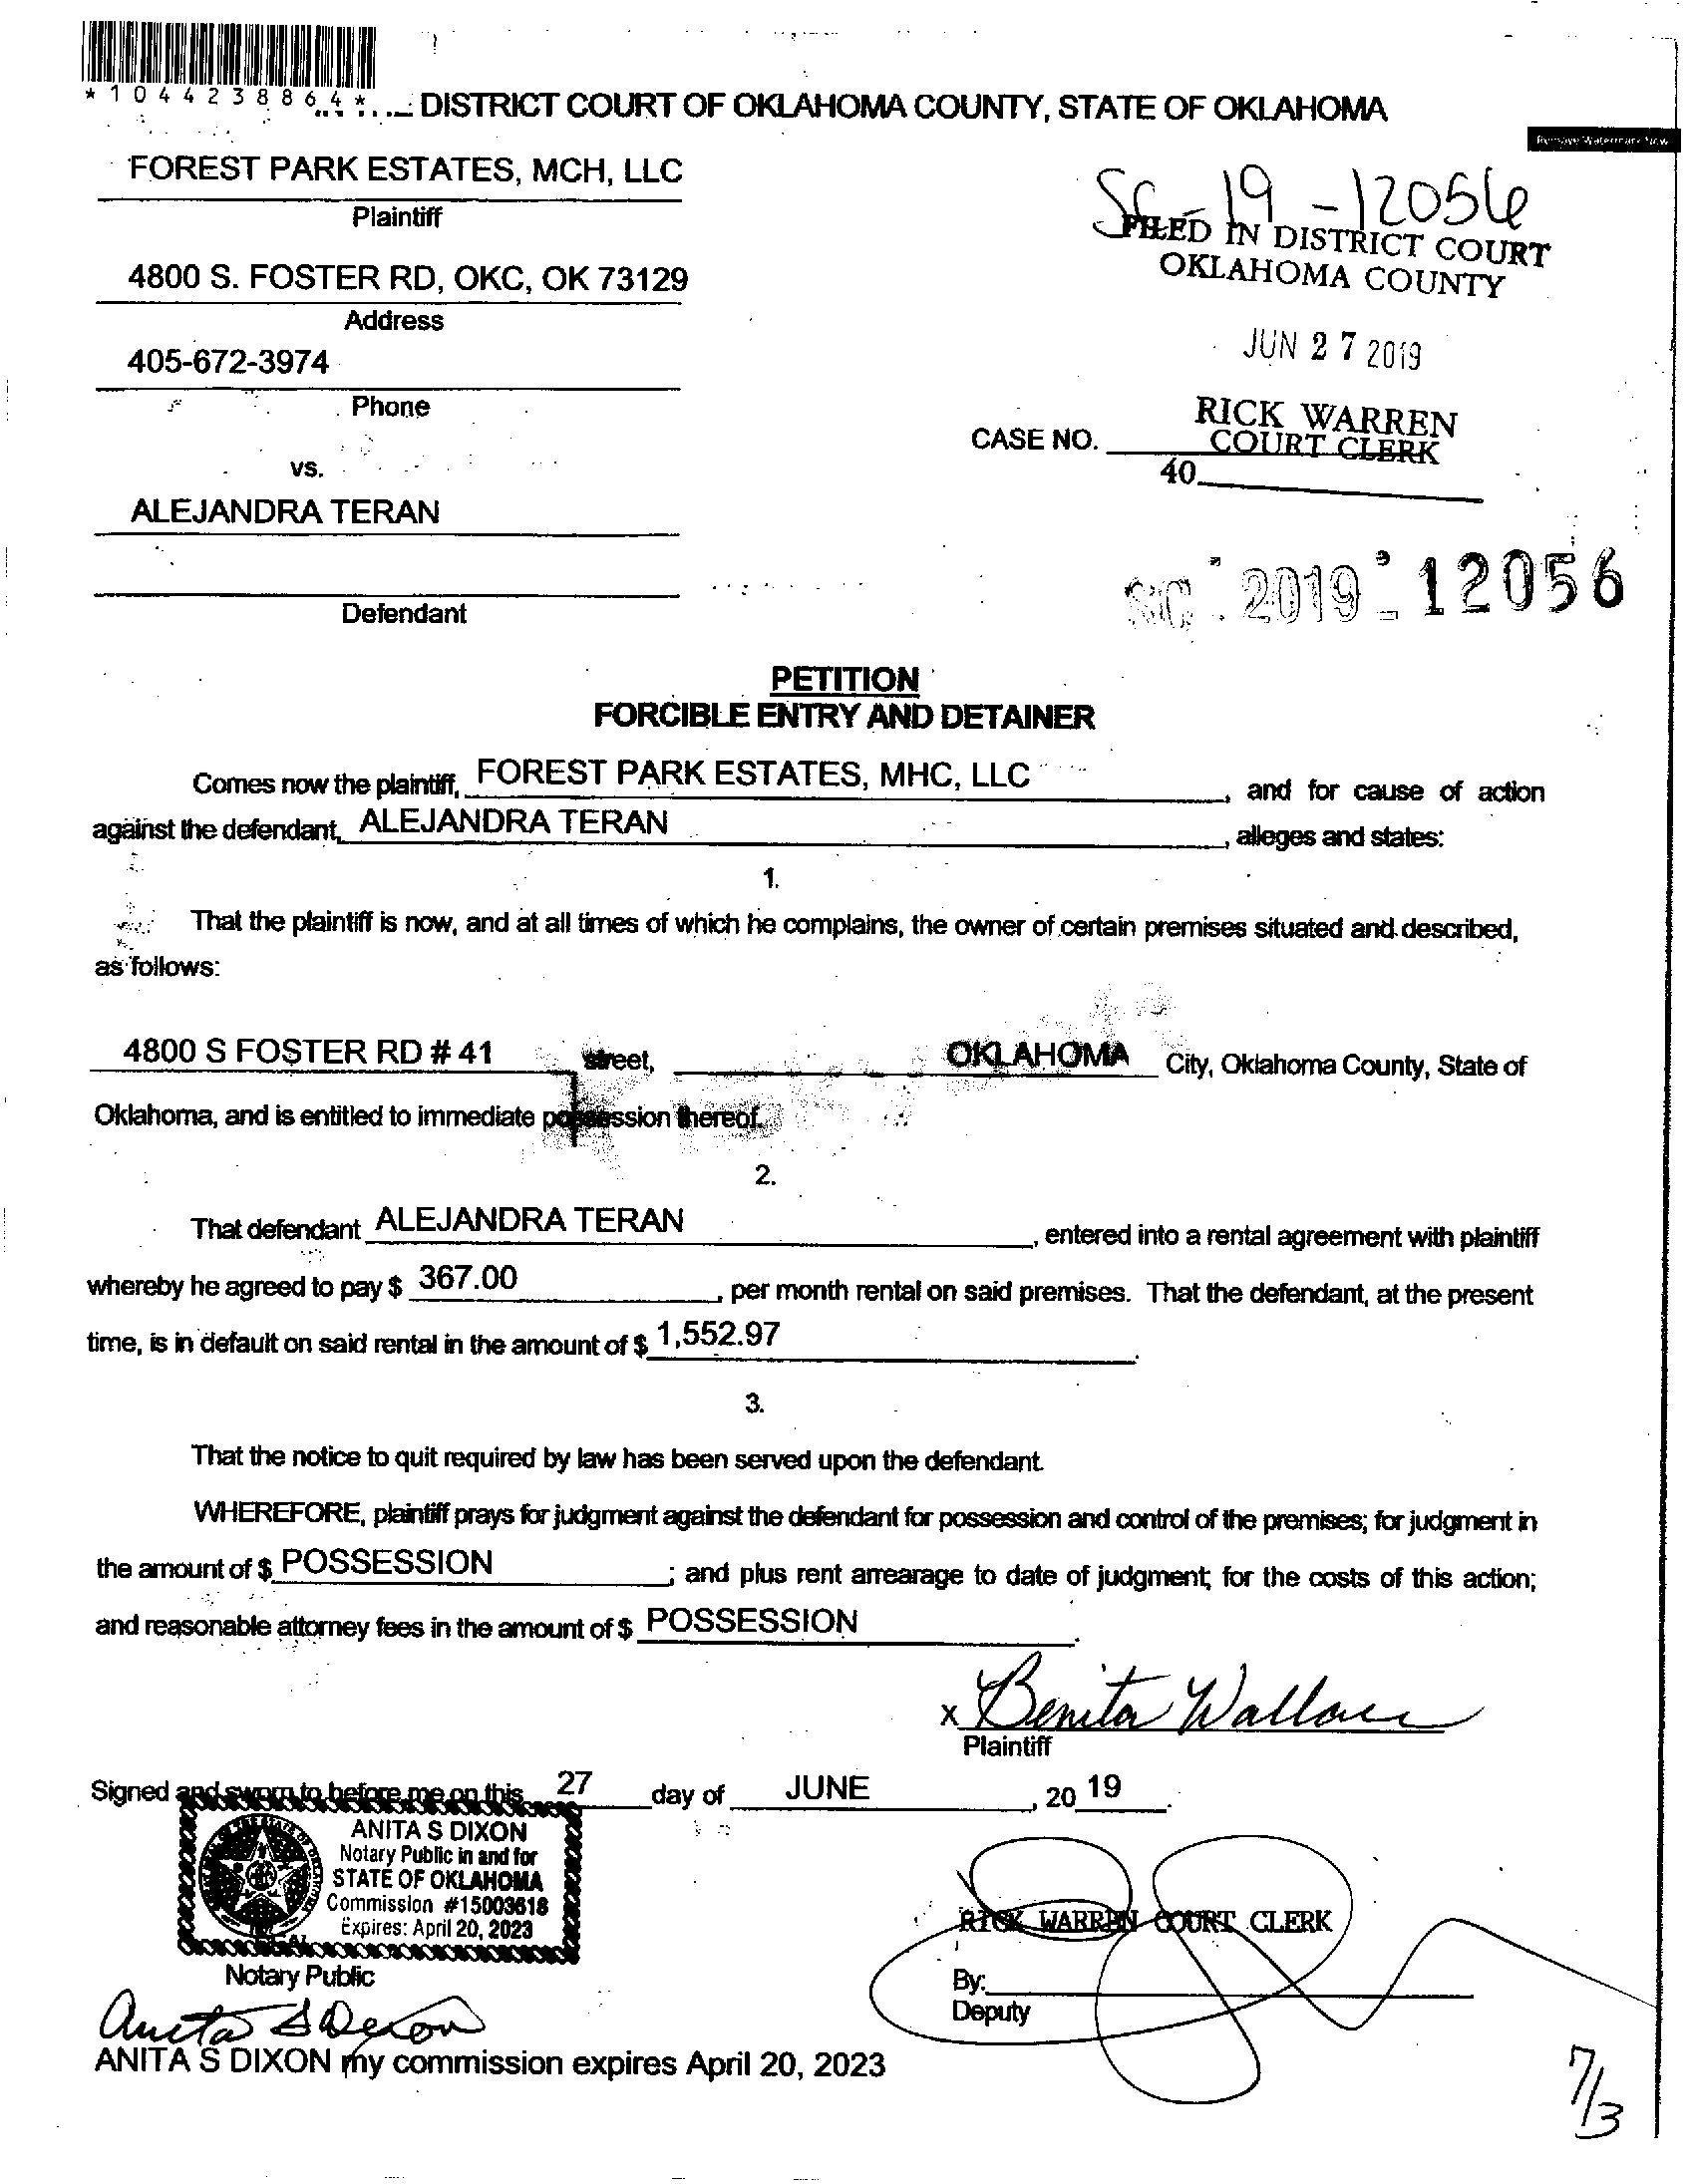 *1044238864*
DISTRICT COURT OF OKLAHOMA COUNTY, STATE OF OKLAHOMA
Remove Watermark Now
FOREST PARK ESTATES, MCH, LLC
Plaintiff
SC-19-12056
FILED IN DISTRICT COURT
OKLAHOMA COUNTY
4800 S. FOSTER RD, OKC, OK 73129
Address
JUN 27 2019
405-672-3974
Phone
RICK WARREN
COURT CLERK
CASE NO.
40
vs.
ALEJANDRA TERAN
SC - 2019 - 12056
Defendant
PETITION
FORCIBLE ENTRY AND DETAINER
Comes now the plaintiff, FOREST PARK ESTATES, MHC, LLC, and for cause of action
against the defendant, ALEJANDRA TERAN, alleges and states:
1.
That the plaintiff is now, and at all times of which he complains, the owner of certain premises situated and described,
as follows:
4800 S FOSTER RD # 41 street, OKLAHOMA City, Oklahoma County, State of
Oklahoma, and is entitled to immediate possession thereof.
2.
That defendant ALEJANDRA TERAN, entered into a rental agreement with plaintiff
whereby he agreed to pay $ 367.00, per month rental on said premises. That the defendant, at the present
time, is in default on said rental in the amount of $ 1,552.97.
3.
That the notice to quit required by law has been served upon the defendant.
WHEREFORE, plaintiff prays for judgment against the defendant for possession and control of the premises; for judgment in
the amount of $ POSSESSION; and plus rent arrearage to date of judgment; for the costs of this action;
and reasonable attorney fees in the amount of $ POSSESSION.
x Benita Wallace
Plaintiff
Signed and sworn to before me on this 27 day of JUNE, 20 19.
ANITA S DIXON
Notary Public in and for
STATE OF OKLAHOMA
Commission #15003618
Expires: April 20, 2023
RICK WARREN COURT CLERK
Notary Public
By:
Deputy
Anita S Dixon
ANITA S DIXON my commission expires April 20, 2023
7/3